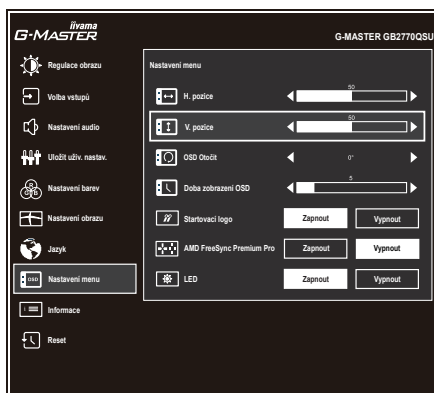 iiyama
G-MASTER
G-MASTER GB2770QSU
Regulace obrazu
Volba vstupů
Nastavení audio
Uložit uživ. nastav.
R
G B
Nastavení barev
Nastavení obrazu
Jazyk
OSD
Nastavení menu
Informace
Reset
Nastavení menu
H. pozice
50
V. pozice
50
OSD Otočit
0°
Doba zobrazení OSD
5
Startovací logo
Zapnout
Vypnout
AMD FreeSync Premium Pro
Zapnout
Vypnout
LED
Zapnout
Vypnout